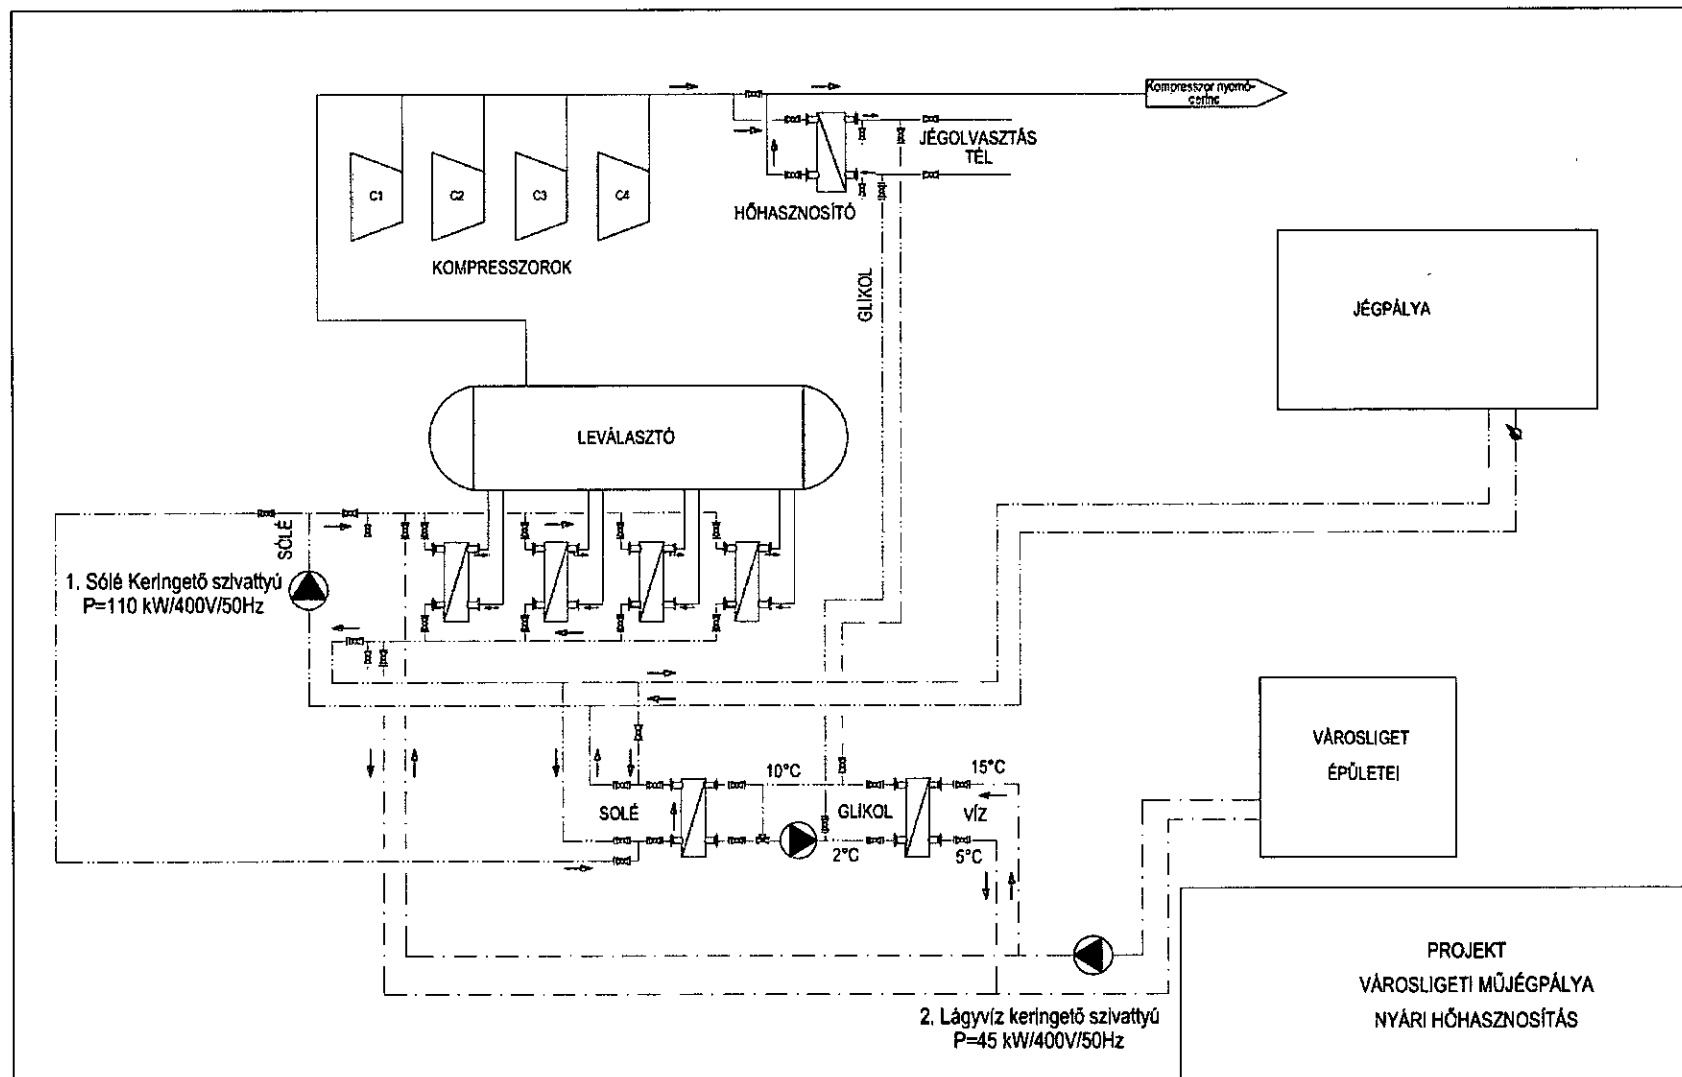 Kompresszor nyomó-
gerinc
JÉGOLVASZTÁS
TÉL
C1
C2
C3
C4
HŐHASZNOSÍTÓ
KOMPRESSZOROK
GLIKOL
JÉGPÁLYA
LEVÁLASZTÓ
SÓLÉ
1. Sólé Keringető szivattyú
P=110 kW/400V/50Hz
VÁROSLIGET
ÉPÜLETEI
10°C
15°C
SOLÉ
GLIKOL
VÍZ
2°C
5°C
PROJEKT
VÁROSLIGETI MŰJÉGPÁLYA
NYÁRI HŐHASZNOSÍTÁS
2. Lágyvíz keringető szivattyú
P=45 kW/400V/50Hz